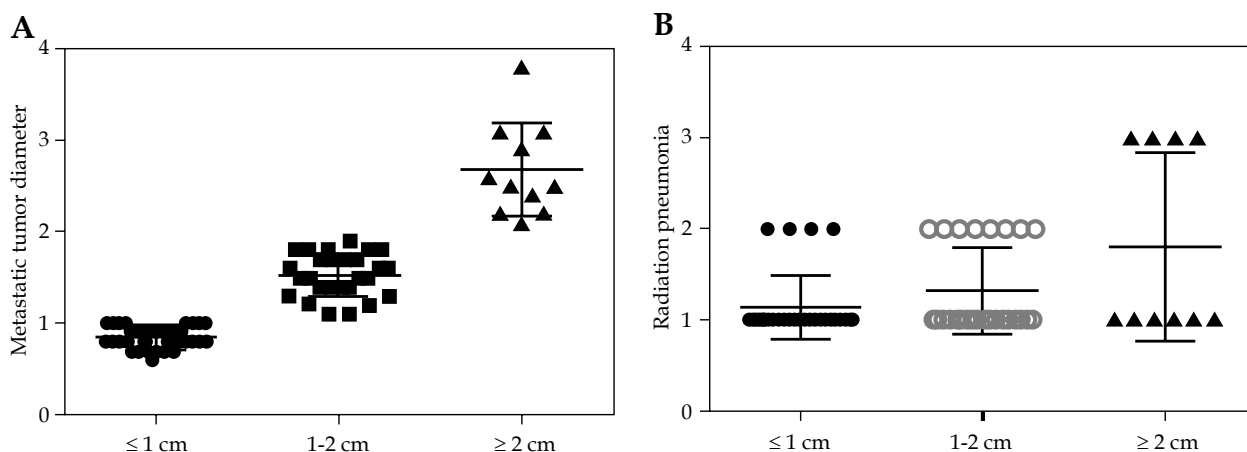 A
Metastatic tumor diameter
4
3
2
1
0
≤ 1 cm
1-2 cm
≥ 2 cm
B
Radiation pneumonia
4
3
2
1
0
≤ 1 cm
1-2 cm
≥ 2 cm